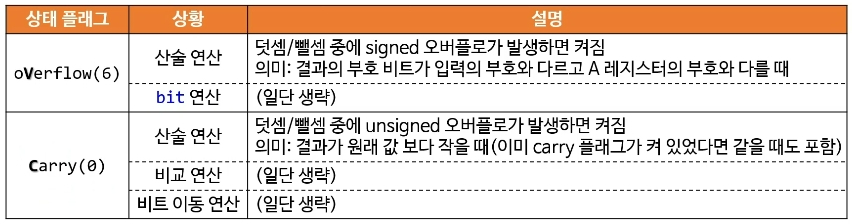 상태 플래그 상황 설명
oVerflow(6) 산술 연산 덧셈/뺄셈 중에 signed 오버플로가 발생하면 켜짐
의미: 결과의 부호 비트가 입력의 부호와 다르고 A 레지스터의 부호와 다를 때
bit 연산 (일단 생략)
Carry(0) 산술 연산 덧셈/뺄셈 중에 unsigned 오버플로가 발생하면 켜짐
의미: 결과가 원래 값 보다 작을 때(이미 carry 플래그가 켜 있었다면 같을 때도 포함)
비교 연산 (일단 생략)
비트 이동 연산 (일단 생략)